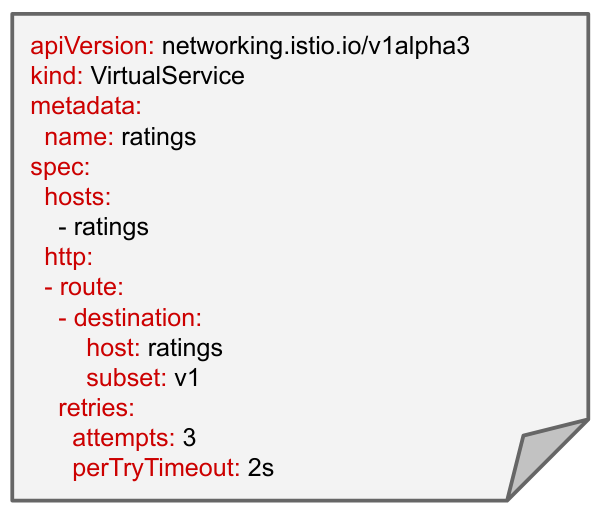 apiVersion: networking.istio.io/v1alpha3
kind: VirtualService
metadata:
  name: ratings
spec:
  hosts:
    - ratings
  http:
  - route:
    - destination:
        host: ratings
        subset: v1
    retries:
      attempts: 3
      perTryTimeout: 2s